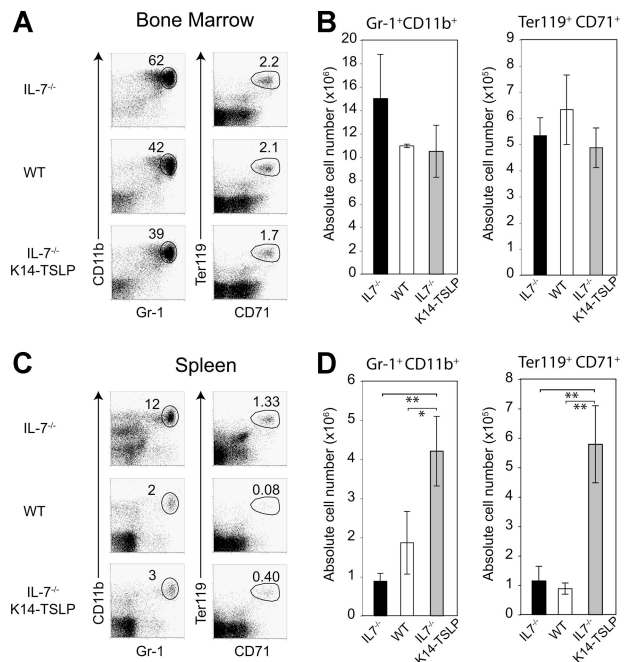 A
Bone Marrow
IL-7⁻/⁻
62
2.2
WT
42
2.1
IL-7⁻/⁻
K14-TSLP
39
1.7
CD11b
Ter119
Gr-1
CD71
B
Gr-1⁺CD11b⁺
Absolute cell number (x10⁶)
20
18
16
14
12
10
8
6
4
2
0
IL7⁻/⁻
WT
IL7⁻/⁻
K14-TSLP
Ter119⁺ CD71⁺
Absolute cell number (x10⁵)
9
8
7
6
5
4
3
2
1
0
IL7⁻/⁻
WT
IL7⁻/⁻
K14-TSLP
C
Spleen
IL-7⁻/⁻
12
1.33
WT
2
0.08
IL-7⁻/⁻
K14-TSLP
3
0.40
CD11b
Ter119
Gr-1
CD71
D
Gr-1⁺CD11b⁺
Absolute cell number (x10⁶)
6
5
4
3
2
1
0
**
*
IL7⁻/⁻
WT
IL7⁻/⁻
K14-TSLP
Ter119⁺ CD71⁺
Absolute cell number (x10⁵)
8
7
6
5
4
3
2
1
0
**
**
IL7⁻/⁻
WT
IL7⁻/⁻
K14-TSLP